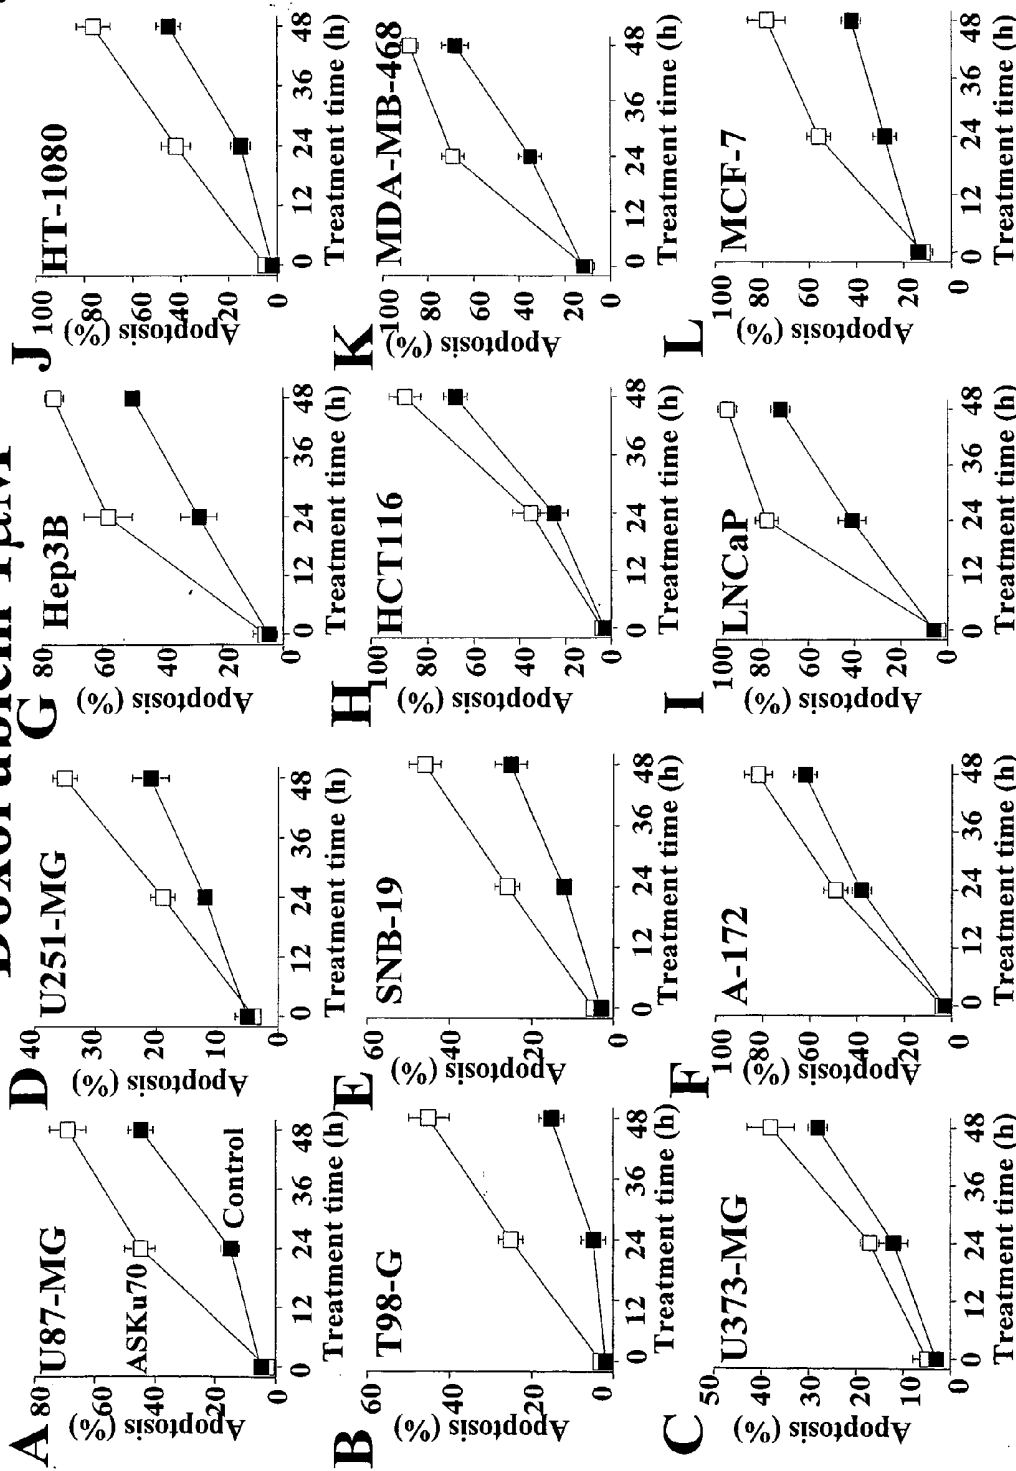 Doxorubicin 1μM
A
U87-MG
80
60
40
20
0
Apoptosis (%)
ASKu70
Control
0 12 24 36 48
Treatment time (h)
B
T98-G
60
40
20
0
Apoptosis (%)
0 12 24 36 48
Treatment time (h)
C
U373-MG
50
40
30
20
10
0
Apoptosis (%)
0 12 24 36 48
Treatment time (h)
D
U251-MG
40
30
20
10
0
Apoptosis (%)
0 12 24 36 48
Treatment time (h)
E
SNB-19
60
40
20
0
Apoptosis (%)
0 12 24 36 48
Treatment time (h)
F
A-172
100
80
60
40
20
0
Apoptosis (%)
0 12 24 36 48
Treatment time (h)
G
Hep3B
80
60
40
20
0
Apoptosis (%)
0 12 24 36 48
Treatment time (h)
H
HCT116
100
80
60
40
20
0
Apoptosis (%)
0 12 24 36 48
Treatment time (h)
I
LNCaP
100
80
60
40
20
0
Apoptosis (%)
0 12 24 36 48
Treatment time (h)
J
HT-1080
100
80
60
40
20
0
Apoptosis (%)
0 12 24 36 48
Treatment time (h)
K
MDA-MB-468
100
80
60
40
20
0
Apoptosis (%)
0 12 24 36 48
Treatment time (h)
L
MCF-7
100
80
60
40
20
0
Apoptosis (%)
0 12 24 36 48
Treatment time (h)